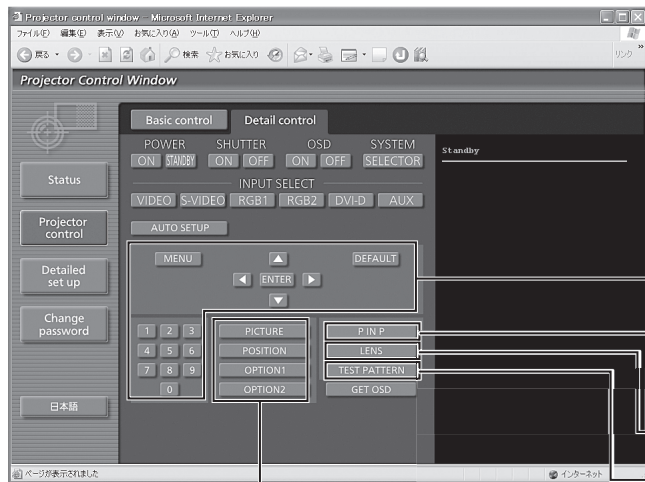 Projector control window - Microsoft Internet Explorer
ファイル(F) 編集(E) 表示(V) お気に入り(A) ツール(T) ヘルプ(H)
戻る 検索 お気に入り リンク »
Projector Control Window
Basic control Detail control
POWER SHUTTER OSD SYSTEM
ON STANDBY ON OFF ON OFF SELECTOR
Standby
INPUT SELECT
VIDEO S-VIDEO RGB1 RGB2 DVI-D AUX
AUTO SETUP
MENU DEFAULT
ENTER
1 2 3 PICTURE P IN P
4 5 6 POSITION LENS
7 8 9 OPTION1 TEST PATTERN
0 OPTION2 GET OSD
Status
Projector
control
Detailed
set up
Change
password
日本語
ページが表示されました インターネット